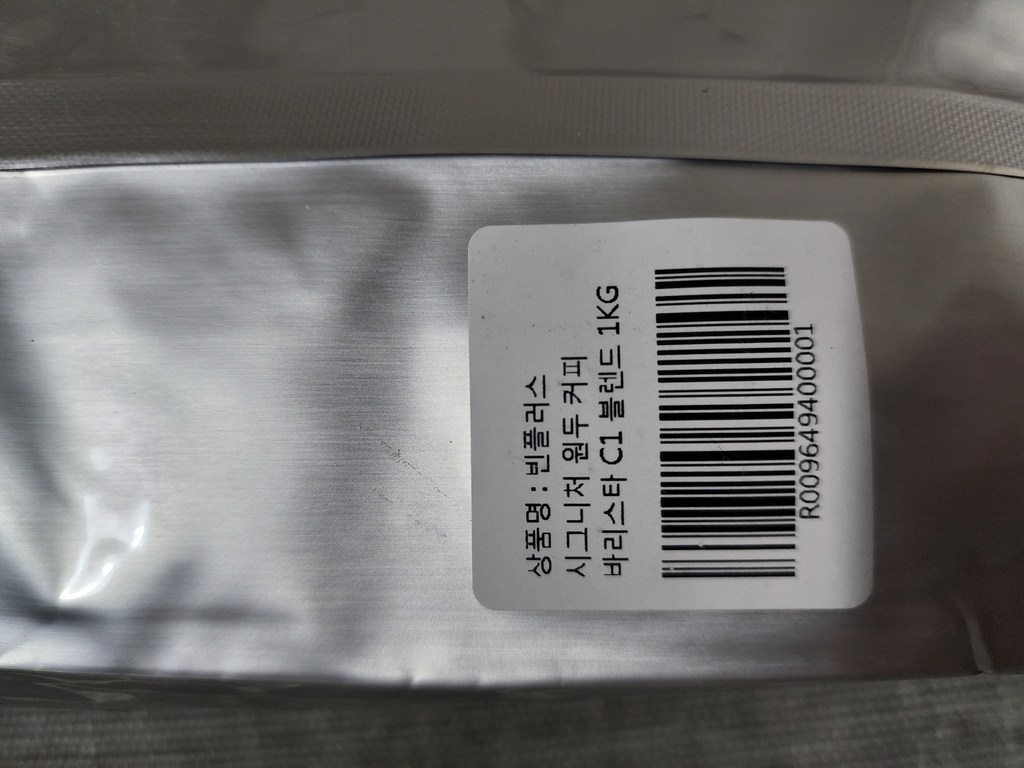 상품명 : 빈플러스
시그니처 원두 커피
바리스타 C1 블렌드 1KG
R00964940001